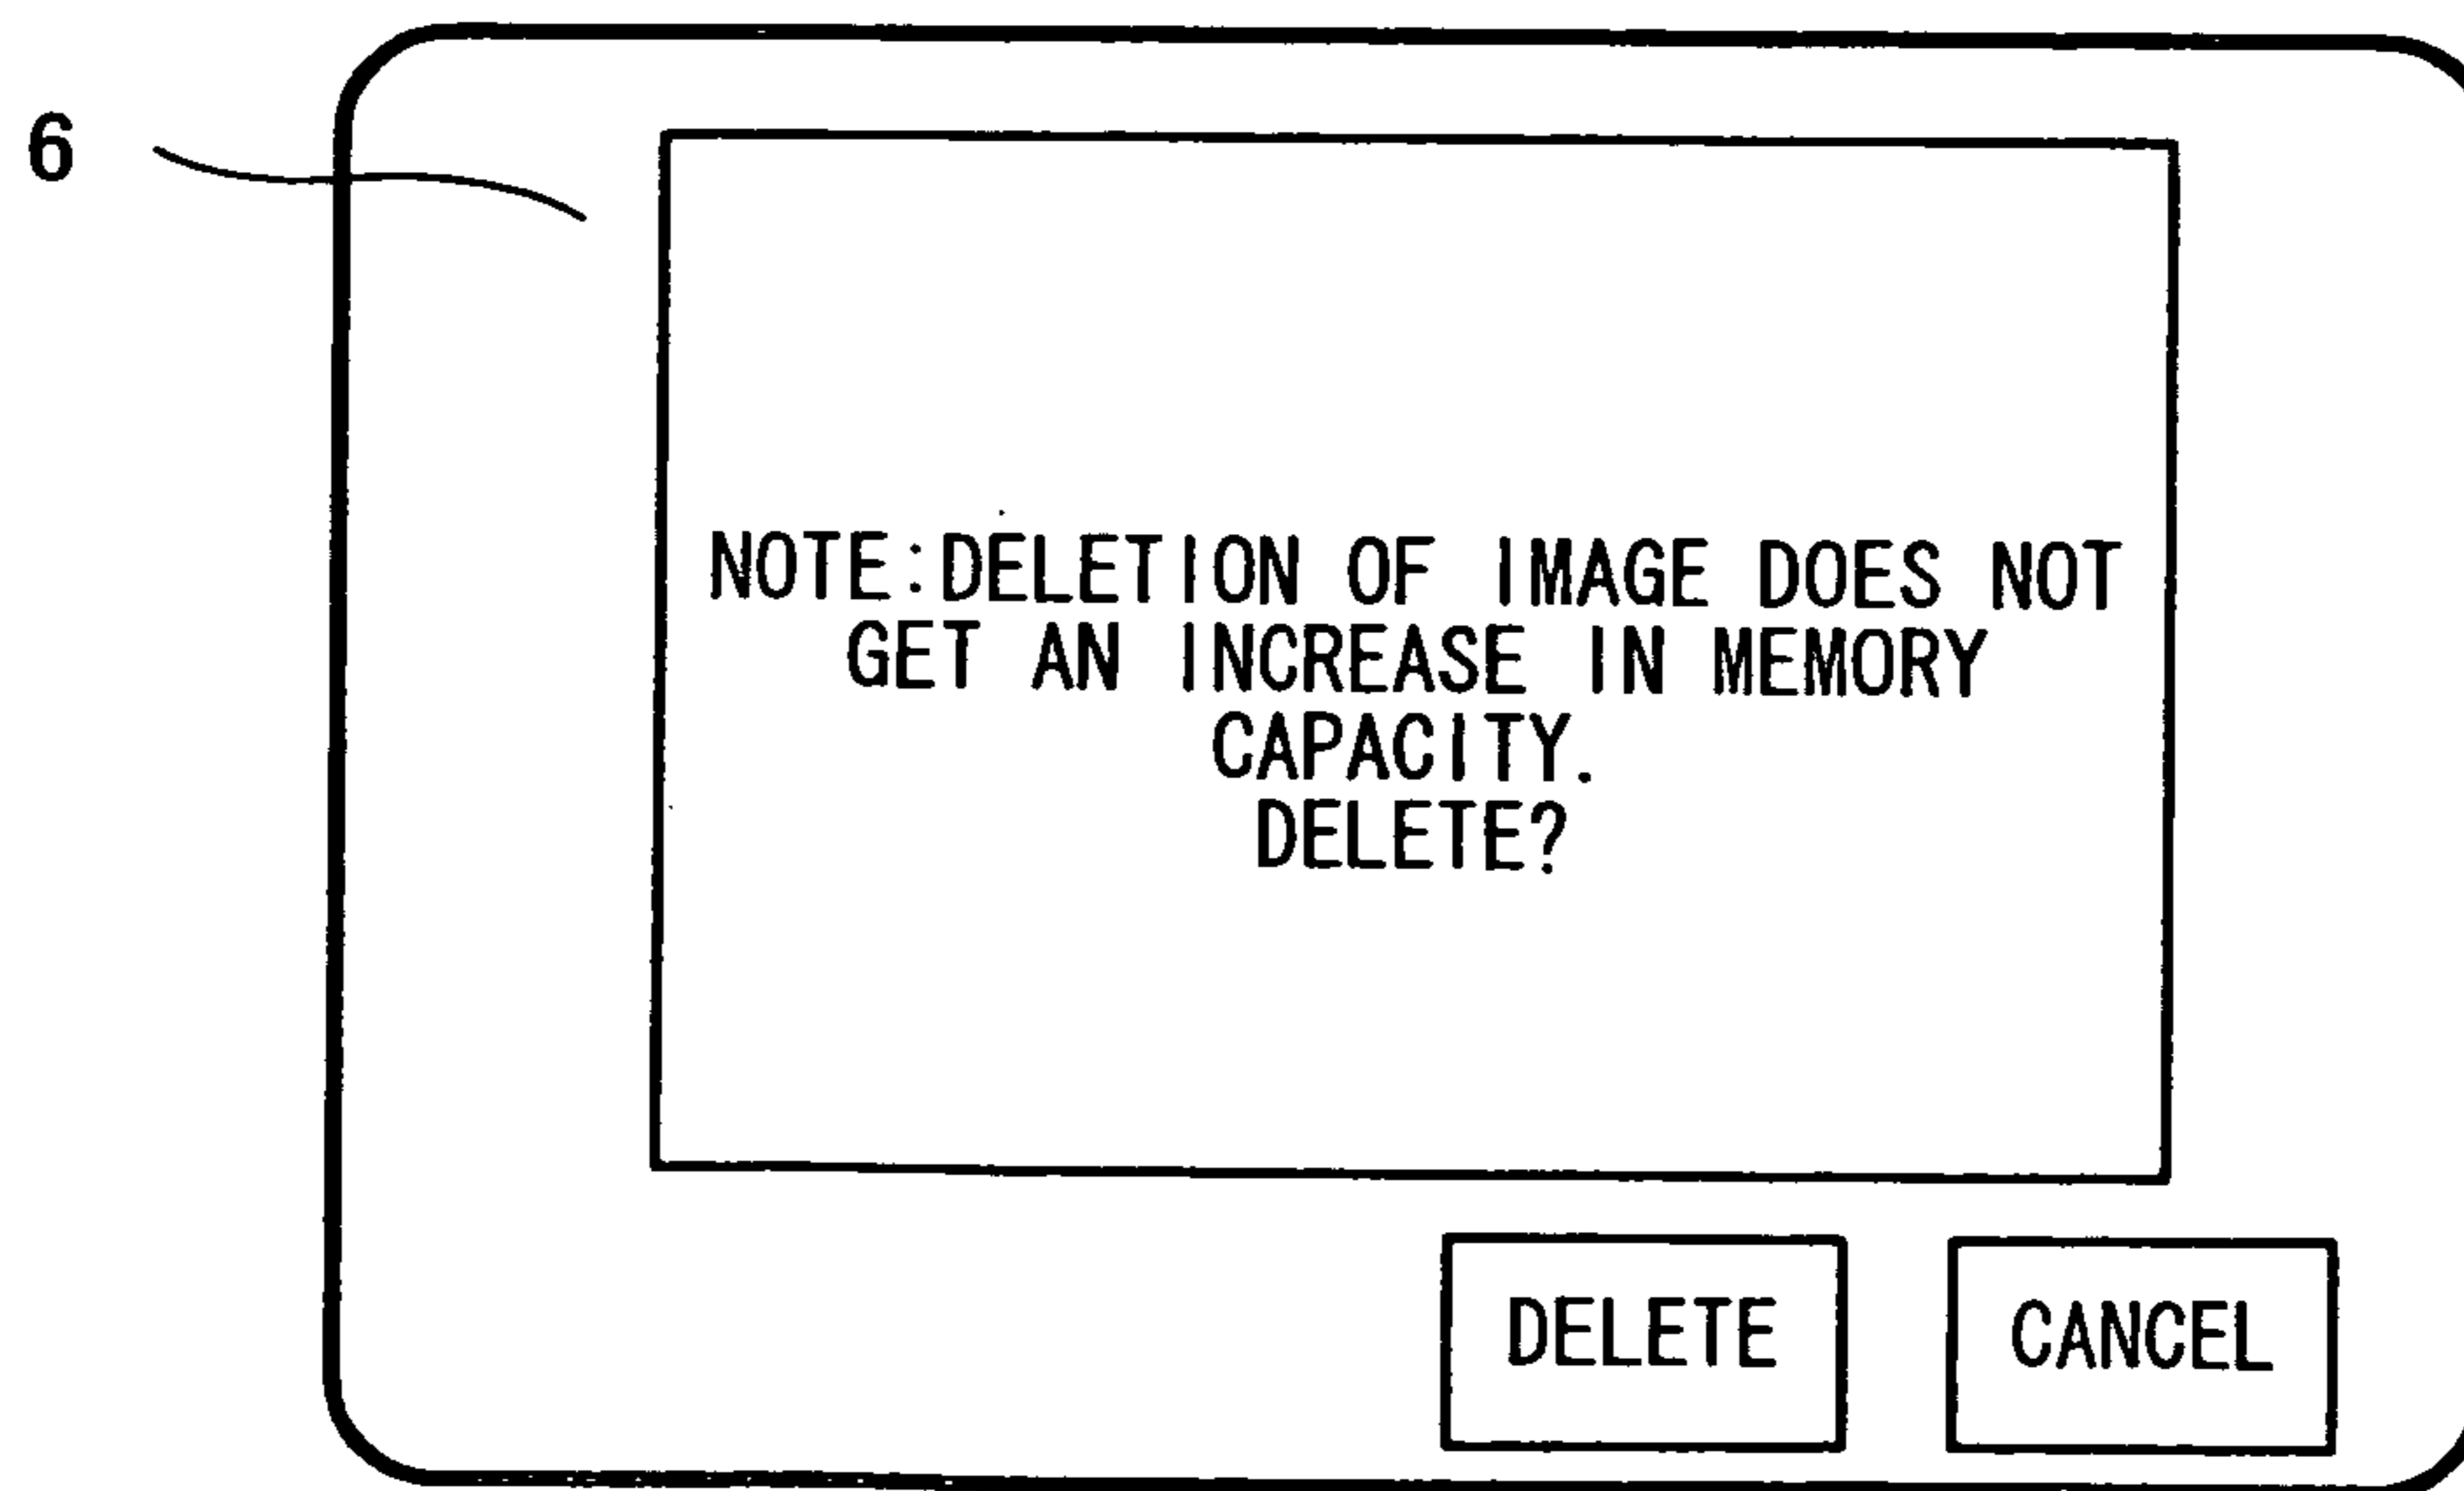 6
NOTE:DELETION OF IMAGE DOES NOT
GET AN INCREASE IN MEMORY
CAPACITY.
DELETE?
DELETE CANCEL